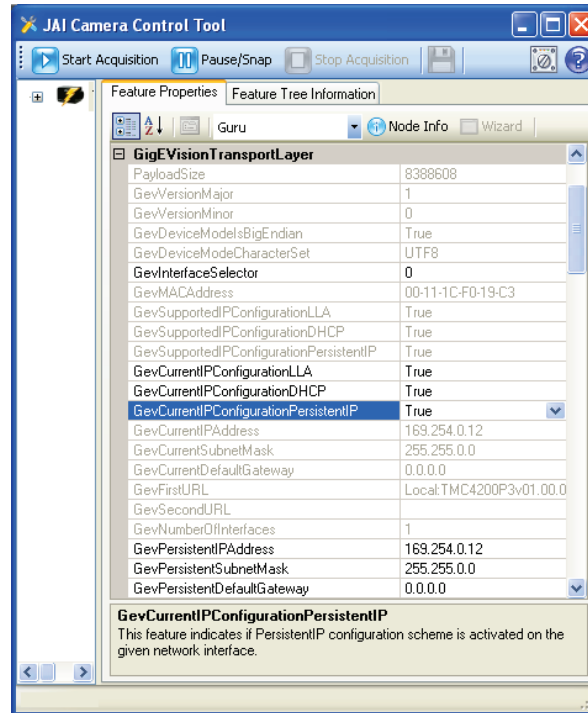 JAI Camera Control Tool
Start Acquisition Pause/Snap Stop Acquisition
Feature Properties Feature Tree Information
Guru Node Info Wizard
GigEVisionTransportLayer
PayloadSize 8388608
GevVersionMajor 1
GevVersionMinor 0
GevDeviceModeIsBigEndian True
GevDeviceModeCharacterSet UTF8
GevInterfaceSelector 0
GevMACAddress 00-11-1C-F0-19-C3
GevSupportedIPConfigurationLLA True
GevSupportedIPConfigurationDHCP True
GevSupportedIPConfigurationPersistentIP True
GevCurrentIPConfigurationLLA True
GevCurrentIPConfigurationDHCP True
GevCurrentIPConfigurationPersistentIP True
GevCurrentIPAddress 169.254.0.12
GevCurrentSubnetMask 255.255.0.0
GevCurrentDefaultGateway 0.0.0.0
GevFirstURL Local:TMC4200P3v01.00.0
GevSecondURL
GevNumberOfInterfaces 1
GevPersistentIPAddress 169.254.0.12
GevPersistentSubnetMask 255.255.0.0
GevPersistentDefaultGateway 0.0.0.0
GevCurrentIPConfigurationPersistentIP
This feature indicates if PersistentIP configuration scheme is activated on the
given network interface.